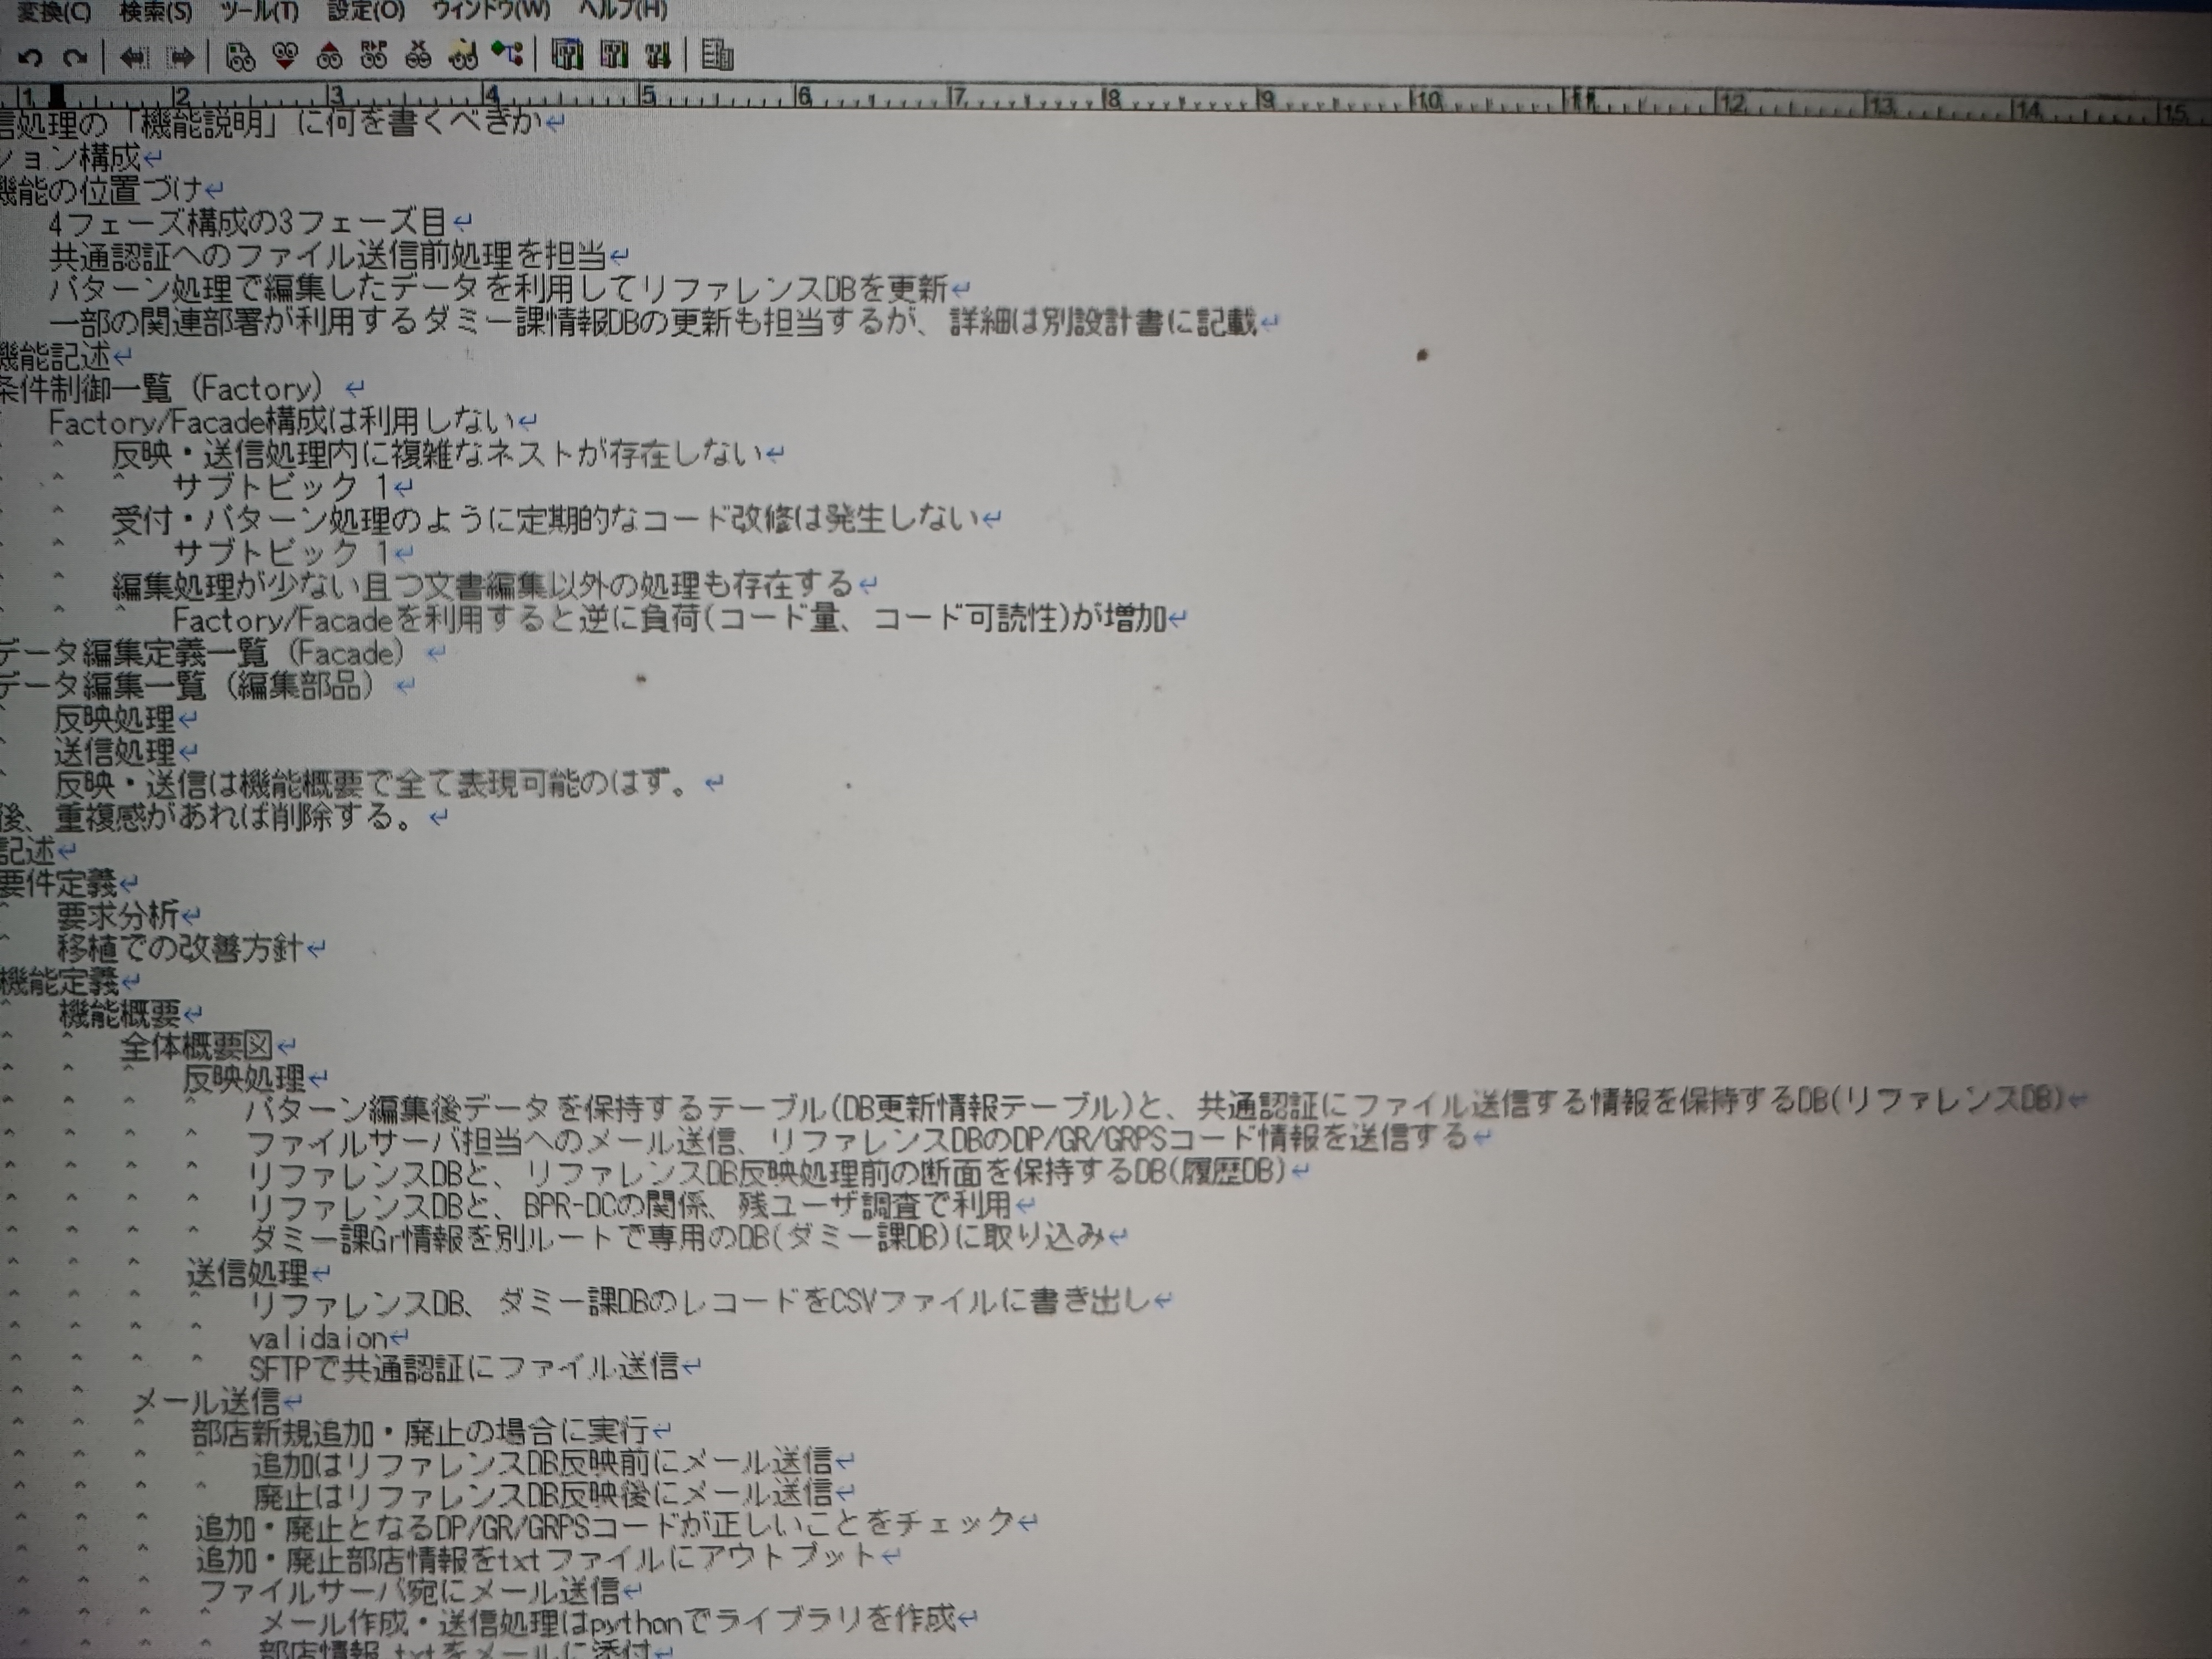 変換(C) 検索(S) ツール(T) 設定(O) ウィンドウ(W) ヘルプ(H)
1 2 3 4 5 6 7 8 9 10 11 12 13 14 15
信処理の「機能説明」に何を書くべきか
ション構成
機能の位置づけ
4フェーズ構成の3フェーズ目
共通認証へのファイル送信前処理を担当
パターン処理で編集したデータを利用してリファレンスDBを更新
一部の関連部署が利用するダミー課情報DBの更新も担当するが、詳細は別設計書に記載
機能記述
条件制御一覧（Factory）
Factory/Facade構成は利用しない
反映・送信処理内に複雑なネストが存在しない
サブトピック 1
受付・パターン処理のように定期的なコード改修は発生しない
サブトピック 1
編集処理が少ない且つ文書編集以外の処理も存在する
Factory/Facadeを利用すると逆に負荷(コード量、コード可読性)が増加
データ編集定義一覧（Facade）
データ編集一覧（編集部品）
反映処理
送信処理
反映・送信は機能概要で全て表現可能のはず。
後、重複感があれば削除する。
記述
要件定義
要求分析
移植での改善方針
機能定義
機能概要
全体概要図
反映処理
パターン編集後データを保持するテーブル(DB更新情報テーブル)と、共通認証にファイル送信する情報を保持するDB(リファレンスDB)
ファイルサーバ担当へのメール送信、リファレンスDBのDP/GR/GRPSコード情報を送信する
リファレンスDBと、リファレンスDB反映処理前の断面を保持するDB(履歴DB)
リファレンスDBと、BPR-DCの関係、残ユーザ調査で利用
ダミー課Gr情報を別ルートで専用のDB(ダミー課DB)に取り込み
送信処理
リファレンスDB、ダミー課DBのレコードをCSVファイルに書き出し
validaion
SFTPで共通認証にファイル送信
メール送信
部店新規追加・廃止の場合に実行
追加はリファレンスDB反映前にメール送信
廃止はリファレンスDB反映後にメール送信
追加・廃止となるDP/GR/GRPSコードが正しいことをチェック
追加・廃止部店情報をtxtファイルにアウトプット
ファイルサーバ宛にメール送信
メール作成・送信処理はpythonでライブラリを作成
部店情報.txtをメールに添付